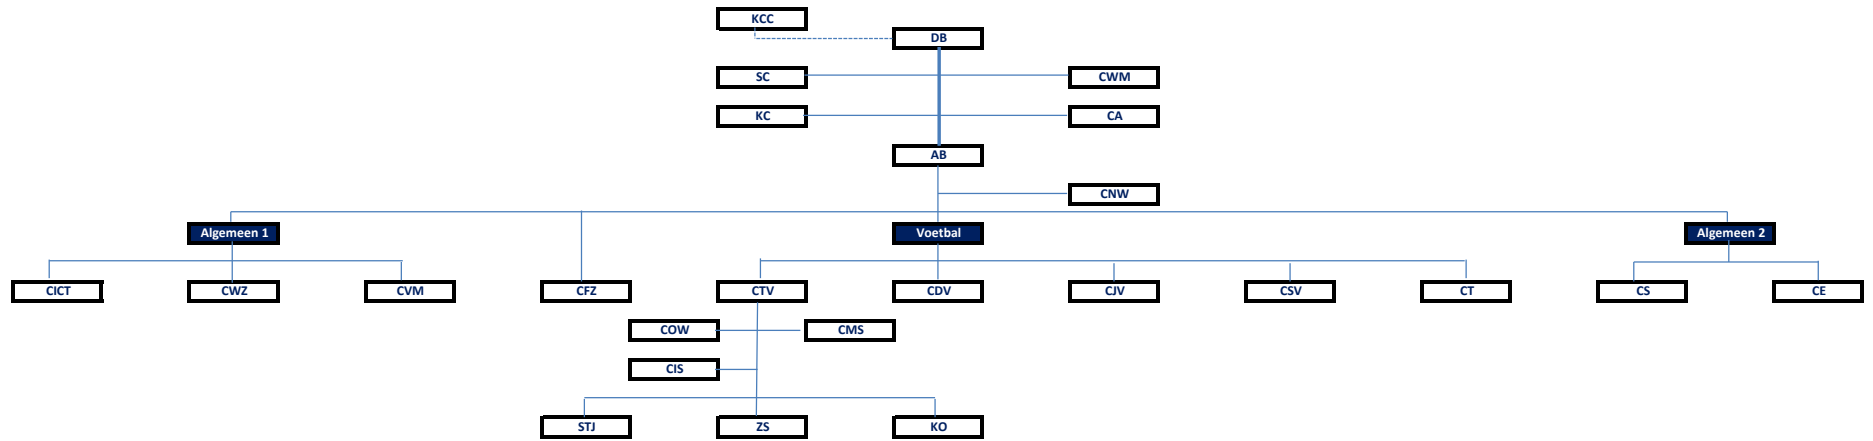 KCC
DB
SC
CWM
KC
CA
AB
CNW
Algemeen 1
Voetbal
Algemeen 2
CICT
CWZ
CVM
CFZ
CTV
CDV
CJV
CSV
CT
CS
CE
COW
CMS
CIS
STJ
ZS
KO